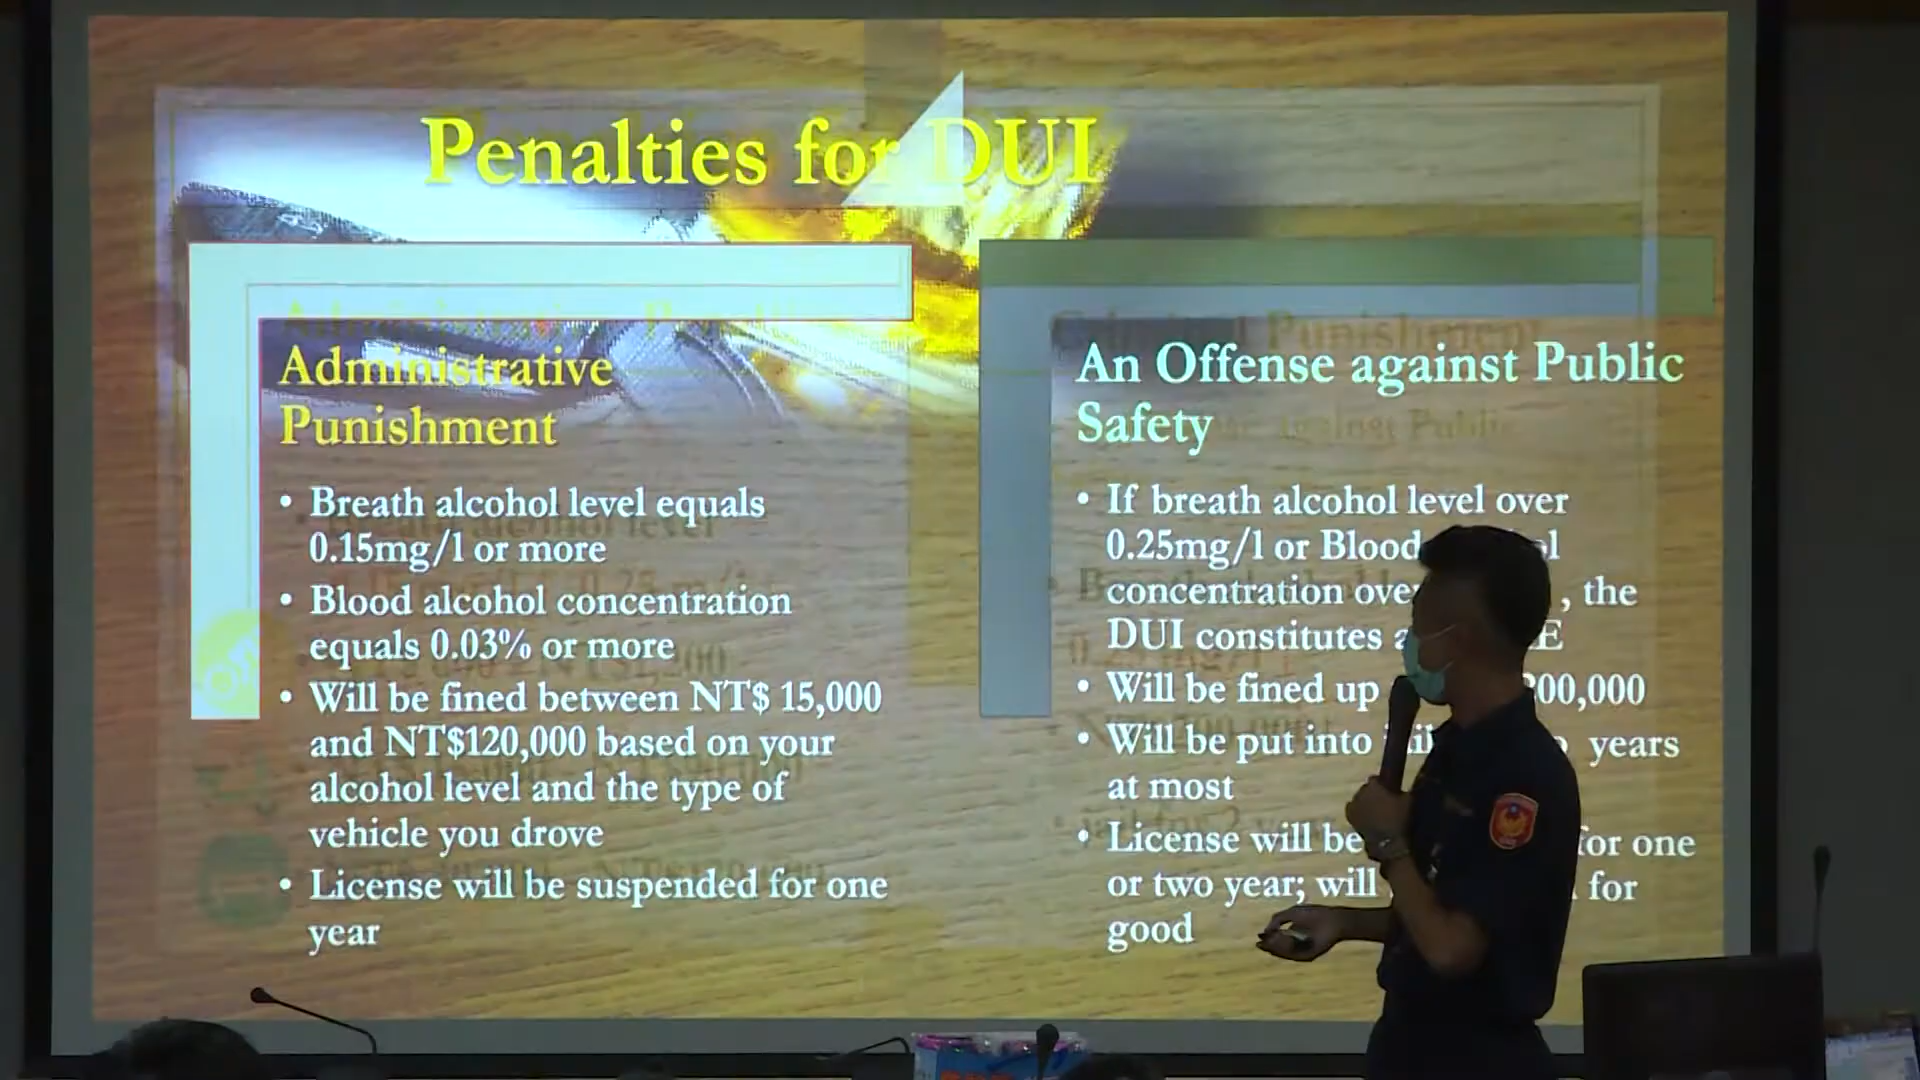 Penalties for DUI
Administrative
Punishment
• Breath alcohol level equals
0.15mg/l or more
• Blood alcohol concentration
equals 0.03% or more
• Will be fined between NT$ 15,000
and NT$120,000 based on your
alcohol level and the type of
vehicle you drove
• License will be suspended for one
year
An Offense against Public
Safety
• If breath alcohol level over
0.25mg/l or Blood
concentration , the
DUI constitutes
• Will be fined up 00,000
• Will be put into years
at most
• License will be for one
or two year; will for
good